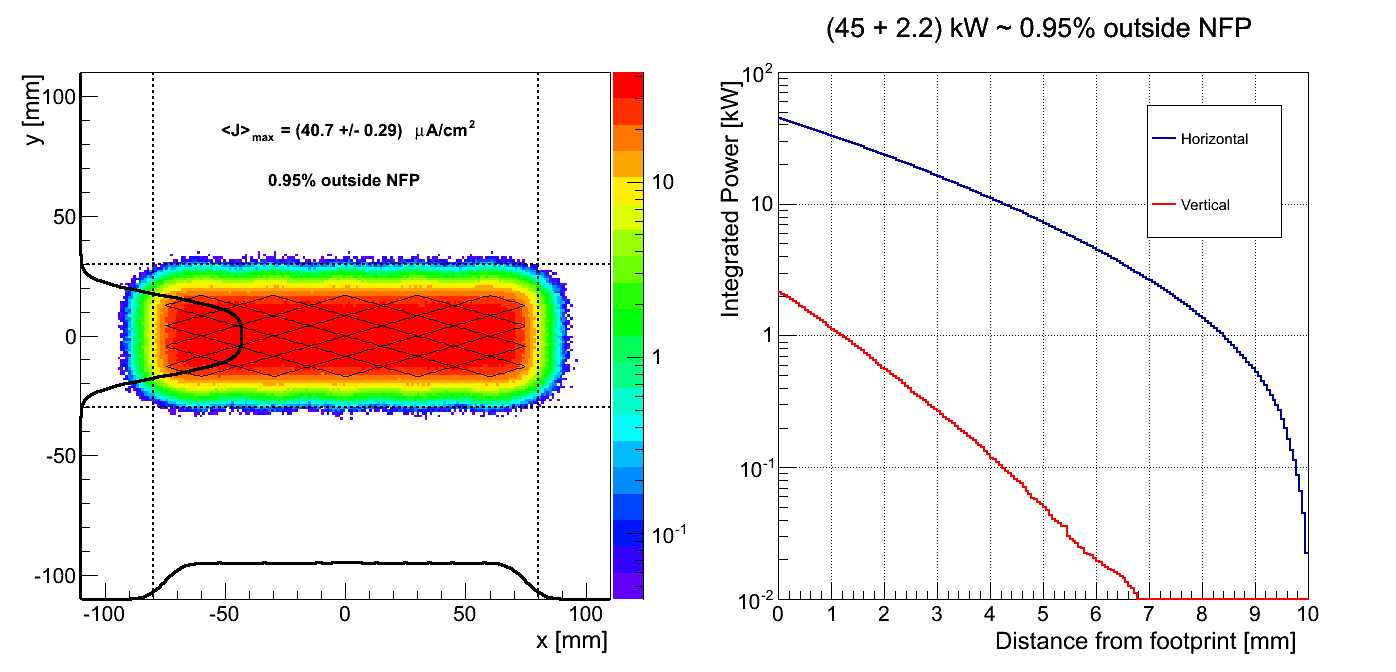 (45 + 2.2) kW ~ 0.95% outside NFP
y [mm]
100
50
0
-50
-100
<J>max = (40.7 +/- 0.29) μA/cm2
0.95% outside NFP
-100 -50 0 50 100
x [mm]
10
1
10-1
Integrated Power [kW]
102
10
1
10-1
10-2
Horizontal
Vertical
0 1 2 3 4 5 6 7 8 9 10
Distance from footprint [mm]